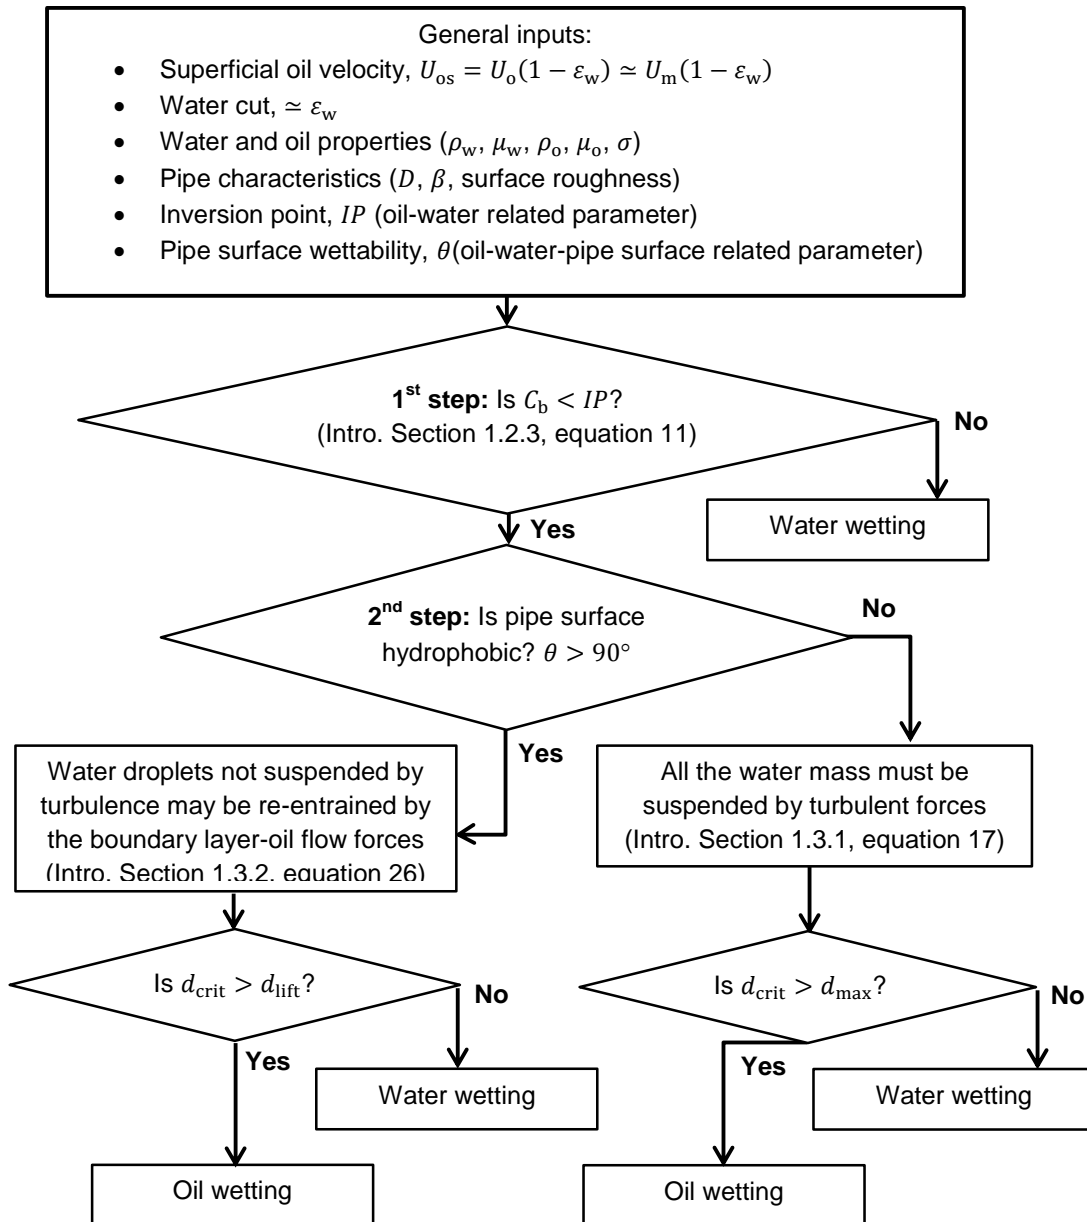 General inputs:
• Superficial oil velocity, U_os = U_o(1 − ε_w) ≃ U_m(1 − ε_w)
• Water cut, ≃ ε_w
• Water and oil properties (ρ_w, μ_w, ρ_o, μ_o, σ)
• Pipe characteristics (D, β, surface roughness)
• Inversion point, IP (oil-water related parameter)
• Pipe surface wettability, θ(oil-water-pipe surface related parameter)
1st step: Is C_b < IP?
(Intro. Section 1.2.3, equation 11)
No
Water wetting
Yes
2nd step: Is pipe surface
hydrophobic? θ > 90°
No
Yes
Water droplets not suspended by
turbulence may be re-entrained by
the boundary layer-oil flow forces
(Intro. Section 1.3.2, equation 26)
All the water mass must be
suspended by turbulent forces
(Intro. Section 1.3.1, equation 17)
Is d_crit > d_lift?
No
Yes
Water wetting
Oil wetting
Is d_crit > d_max?
No
Yes
Water wetting
Oil wetting